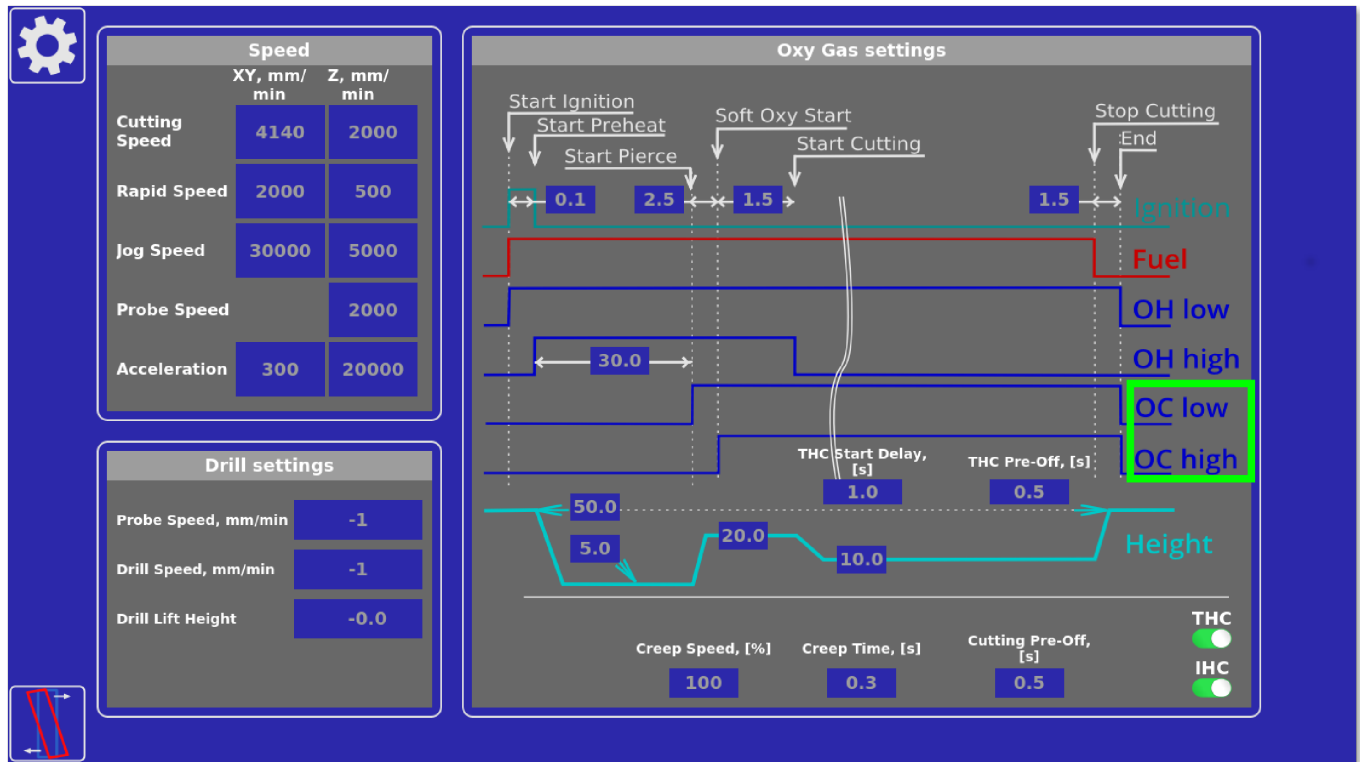 Speed
XY, mm/
min
Z, mm/
min
Cutting
Speed
4140
2000
Rapid Speed
2000
500
Jog Speed
30000
5000
Probe Speed
2000
Acceleration
300
20000
Drill settings
Probe Speed, mm/min
-1
Drill Speed, mm/min
-1
Drill Lift Height
-0.0
Oxy Gas settings
Start Ignition
Start Preheat
Start Pierce
Soft Oxy Start
Start Cutting
Stop Cutting
End
0.1
2.5
1.5
1.5
Ignition
Fuel
OH low
OH high
30.0
OC low
OC high
THC Start Delay,
[s]
1.0
THC Pre-Off, [s]
0.5
50.0
5.0
20.0
10.0
Height
Creep Speed, [%]
100
Creep Time, [s]
0.3
Cutting Pre-Off,
[s]
0.5
THC
IHC